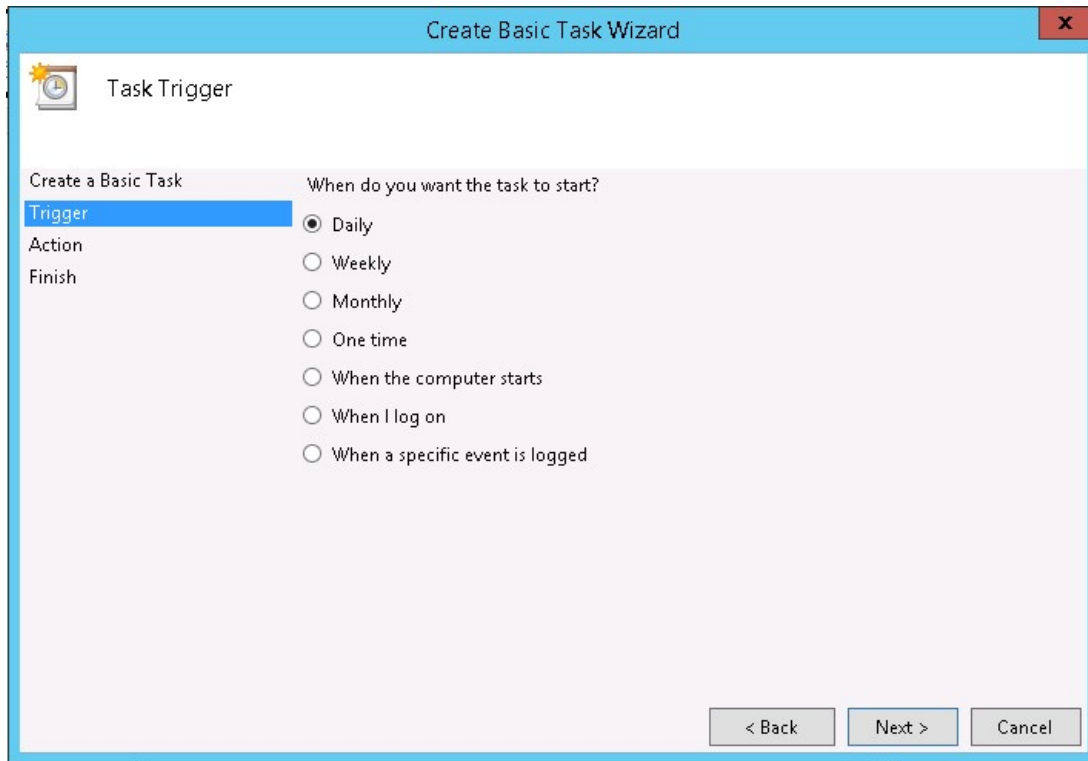 Create Basic Task Wizard
x
Task Trigger
Create a Basic Task
Trigger
Action
Finish
When do you want the task to start?
Daily
Weekly
Monthly
One time
When the computer starts
When I log on
When a specific event is logged
< Back
Next >
Cancel